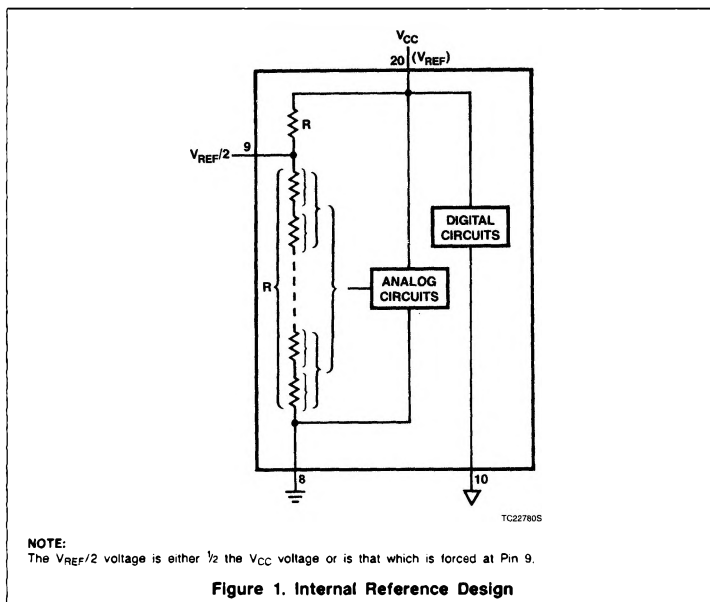 VCC
20 (VREF)
R
VREF/2 9
DIGITAL
CIRCUITS
R
ANALOG
CIRCUITS
8
10
TC22780S
NOTE:
The VREF/2 voltage is either 1/2 the VCC voltage or is that which is forced at Pin 9.
Figure 1. Internal Reference Design